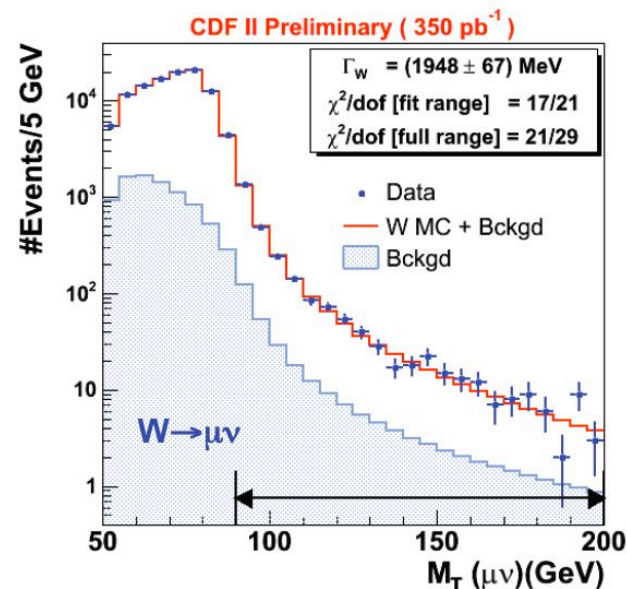 CDF II Preliminary ( 350 pb⁻¹)
Γ_W = (1948 ± 67) MeV
χ²/dof [fit range] = 17/21
χ²/dof [full range] = 21/29
Data
W MC + Bckgd
Bckgd
#Events/5 GeV
10⁴
10³
10²
10
1
W→μν
50 100 150 200
M_T (μν)(GeV)